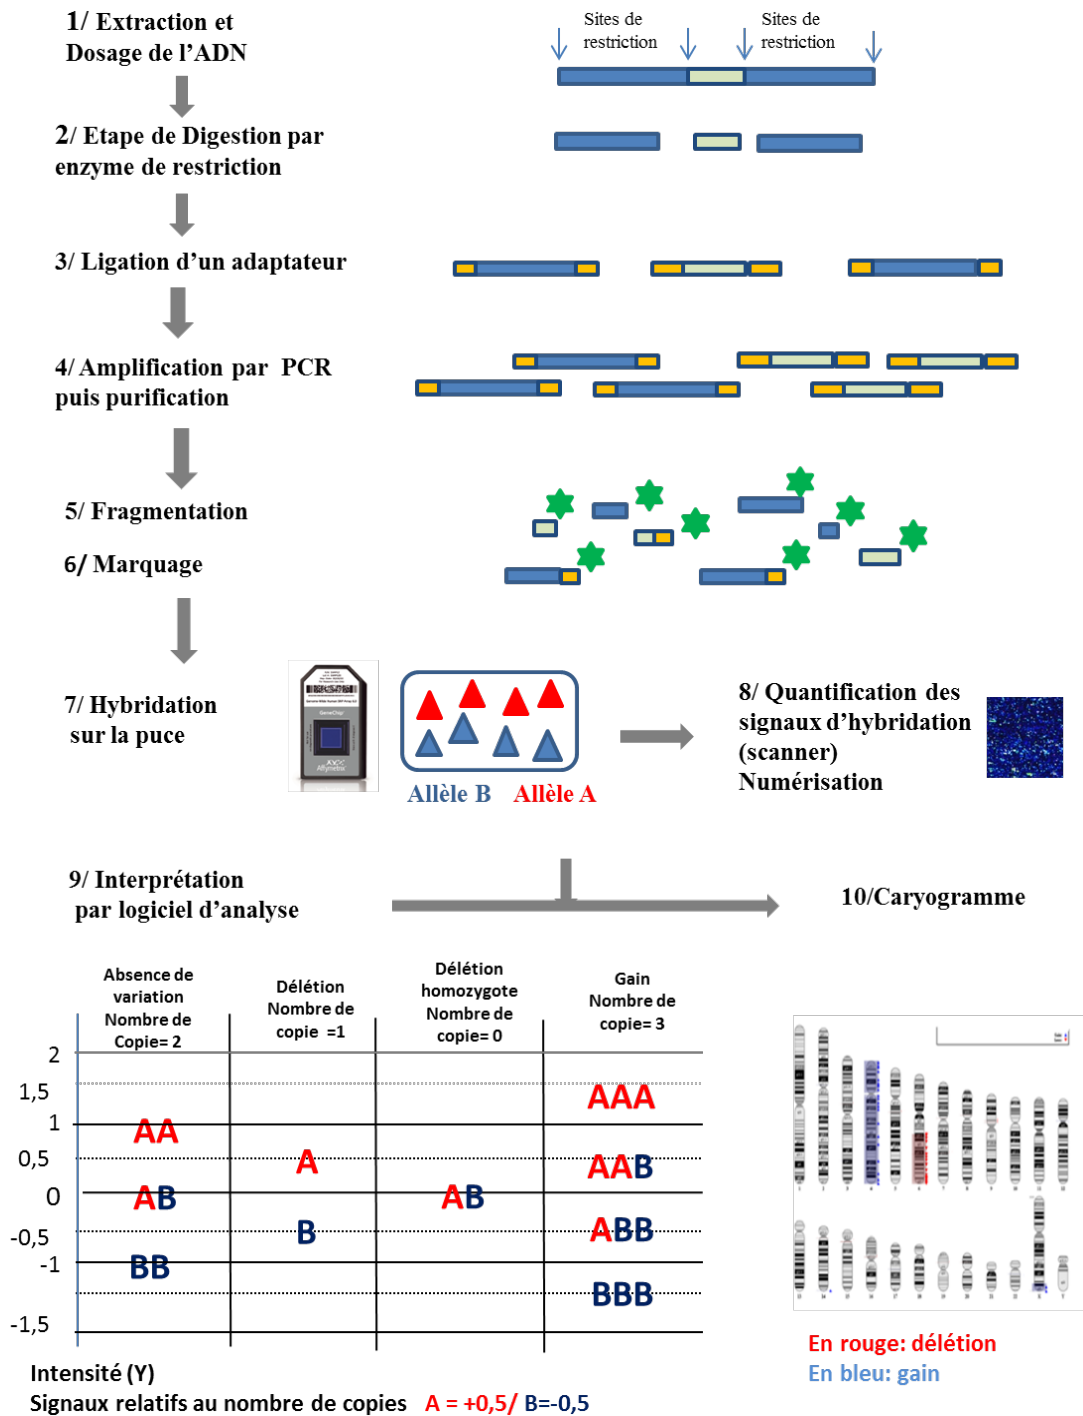 1/ Extraction et
Dosage de l'ADN
Sites de
restriction
Sites de
restriction
2/ Etape de Digestion par
enzyme de restriction
3/ Ligation d'un adaptateur
4/ Amplification par PCR
puis purification
5/ Fragmentation
6/ Marquage
7/ Hybridation
sur la puce
GeneChip
Affymetrix
Allèle B Allèle A
8/ Quantification des
signaux d'hybridation
(scanner)
Numérisation
9/ Interprétation
par logiciel d'analyse
10/Caryogramme
Absence de
variation
Nombre de
Copie= 2
Délétion
Nombre de
copie =1
Délétion
homozygote
Nombre de
copie= 0
Gain
Nombre de
copie= 3
2
1,5
1
0,5
0
-0,5
-1
-1,5
AA
AB
BB
A
B
AB
AAA
AAB
ABB
BBB
En rouge: délétion
En bleu: gain
Intensité (Y)
Signaux relatifs au nombre de copies A = +0,5/ B=-0,5